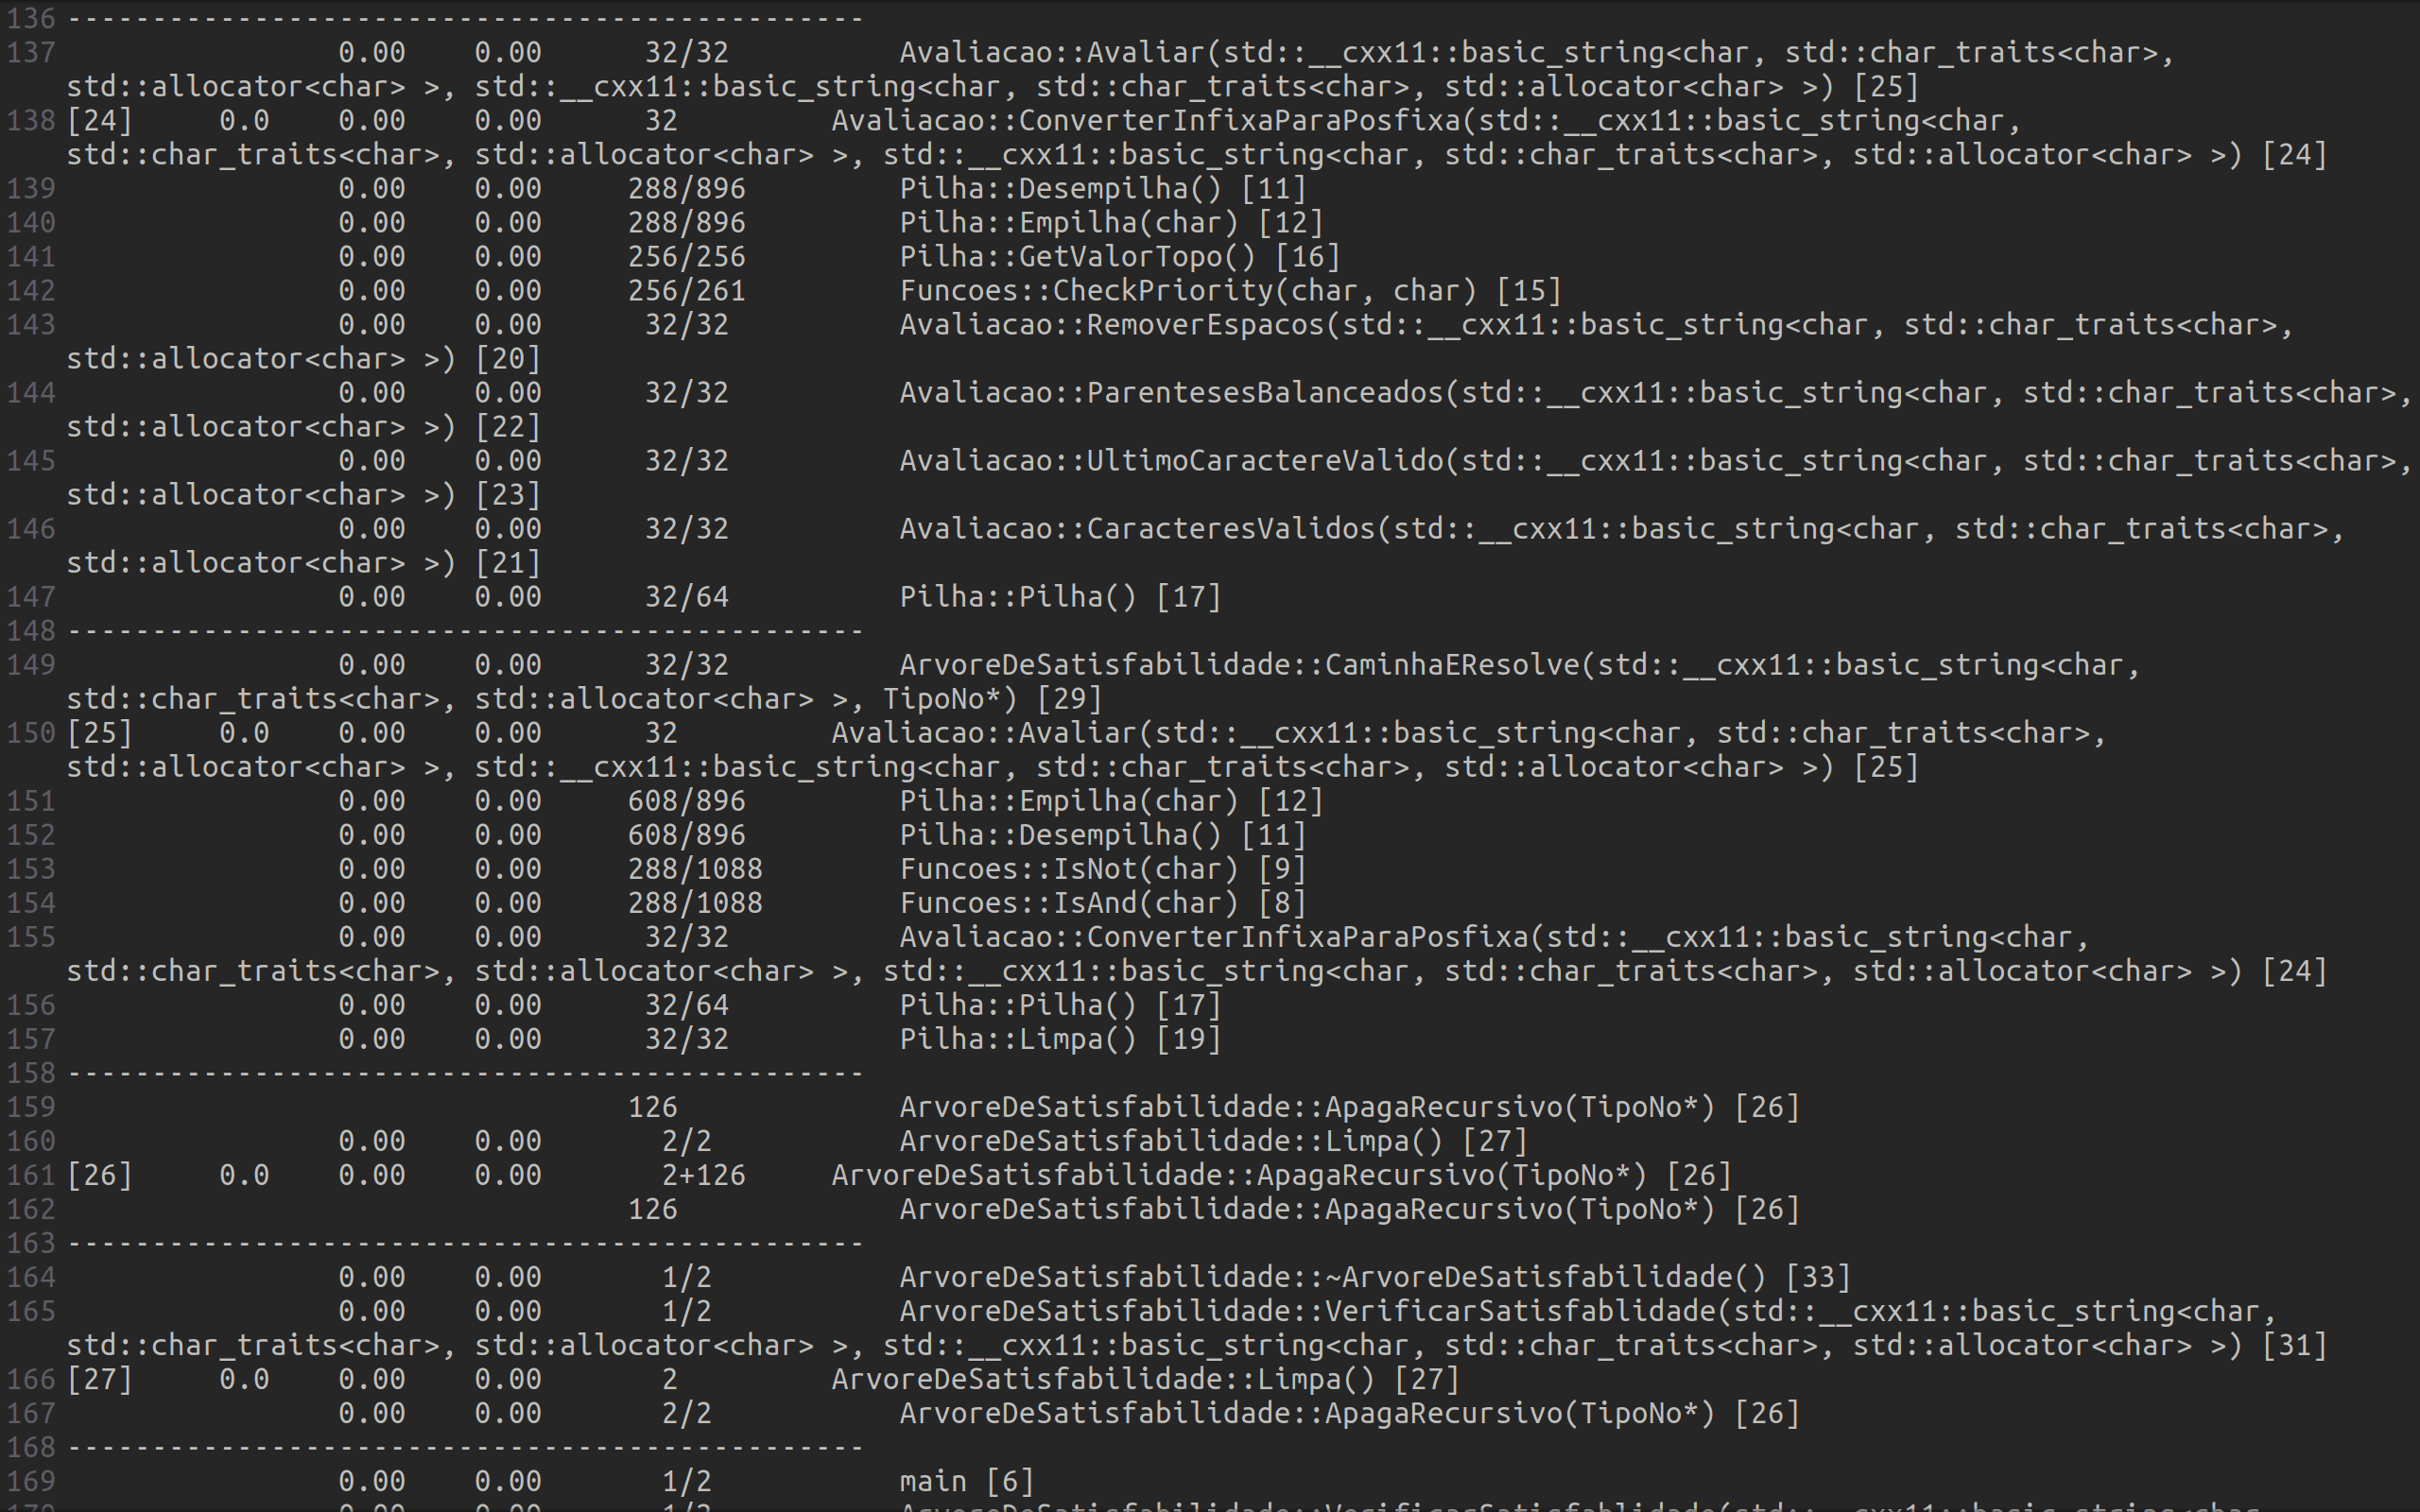 136 -----------------------------------------------
137                 0.00    0.00      32/32          Avaliacao::Avaliar(std::__cxx11::basic_string<char, std::char_traits<char>,
std::allocator<char> >, std::__cxx11::basic_string<char, std::char_traits<char>, std::allocator<char> >) [25]
138 [24]     0.0    0.00    0.00      32         Avaliacao::ConverterInfixaParaPosfixa(std::__cxx11::basic_string<char,
std::char_traits<char>, std::allocator<char> >, std::__cxx11::basic_string<char, std::char_traits<char>, std::allocator<char> >) [24]
139                 0.00    0.00     288/896         Pilha::Desempilha() [11]
140                 0.00    0.00     288/896         Pilha::Empilha(char) [12]
141                 0.00    0.00     256/256         Pilha::GetValorTopo() [16]
142                 0.00    0.00     256/261         Funcoes::CheckPriority(char, char) [15]
143                 0.00    0.00      32/32          Avaliacao::RemoverEspacos(std::__cxx11::basic_string<char, std::char_traits<char>,
std::allocator<char> >) [20]
144                 0.00    0.00      32/32          Avaliacao::ParentesesBalanceados(std::__cxx11::basic_string<char, std::char_traits<char>,
std::allocator<char> >) [22]
145                 0.00    0.00      32/32          Avaliacao::UltimoCaractereValido(std::__cxx11::basic_string<char, std::char_traits<char>,
std::allocator<char> >) [23]
146                 0.00    0.00      32/32          Avaliacao::CaracteresValidos(std::__cxx11::basic_string<char, std::char_traits<char>,
std::allocator<char> >) [21]
147                 0.00    0.00      32/64          Pilha::Pilha() [17]
148 -----------------------------------------------
149                 0.00    0.00      32/32          ArvoreDeSatisfabilidade::CaminhaEResolve(std::__cxx11::basic_string<char,
std::char_traits<char>, std::allocator<char> >, TipoNo*) [29]
150 [25]     0.0    0.00    0.00      32         Avaliacao::Avaliar(std::__cxx11::basic_string<char, std::char_traits<char>,
std::allocator<char> >, std::__cxx11::basic_string<char, std::char_traits<char>, std::allocator<char> >) [25]
151                 0.00    0.00     608/896         Pilha::Empilha(char) [12]
152                 0.00    0.00     608/896         Pilha::Desempilha() [11]
153                 0.00    0.00     288/1088        Funcoes::IsNot(char) [9]
154                 0.00    0.00     288/1088        Funcoes::IsAnd(char) [8]
155                 0.00    0.00      32/32          Avaliacao::ConverterInfixaParaPosfixa(std::__cxx11::basic_string<char,
std::char_traits<char>, std::allocator<char> >, std::__cxx11::basic_string<char, std::char_traits<char>, std::allocator<char> >) [24]
156                 0.00    0.00      32/64          Pilha::Pilha() [17]
157                 0.00    0.00      32/32          Pilha::Limpa() [19]
158 -----------------------------------------------
159                                  126             ArvoreDeSatisfabilidade::ApagaRecursivo(TipoNo*) [26]
160                 0.00    0.00       2/2           ArvoreDeSatisfabilidade::Limpa() [27]
161 [26]     0.0    0.00    0.00       2+126     ArvoreDeSatisfabilidade::ApagaRecursivo(TipoNo*) [26]
162                                  126             ArvoreDeSatisfabilidade::ApagaRecursivo(TipoNo*) [26]
163 -----------------------------------------------
164                 0.00    0.00       1/2           ArvoreDeSatisfabilidade::~ArvoreDeSatisfabilidade() [33]
165                 0.00    0.00       1/2           ArvoreDeSatisfabilidade::VerificarSatisfablidade(std::__cxx11::basic_string<char,
std::char_traits<char>, std::allocator<char> >, std::__cxx11::basic_string<char, std::char_traits<char>, std::allocator<char> >) [31]
166 [27]     0.0    0.00    0.00       2         ArvoreDeSatisfabilidade::Limpa() [27]
167                 0.00    0.00       2/2           ArvoreDeSatisfabilidade::ApagaRecursivo(TipoNo*) [26]
168 -----------------------------------------------
169                 0.00    0.00       1/2           main [6]